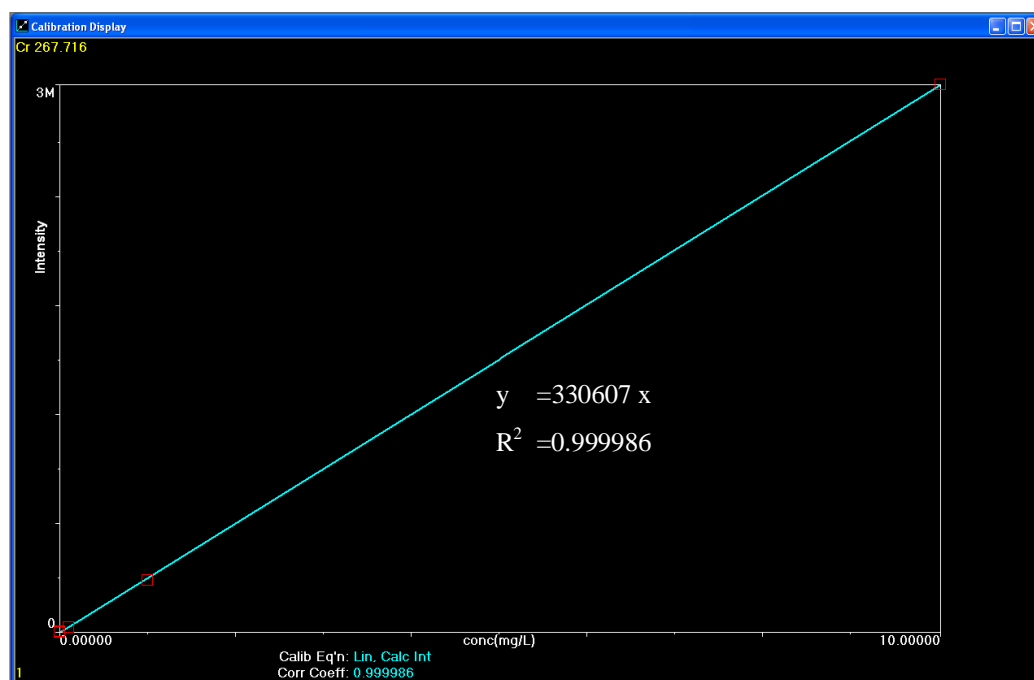 Calibration Display
Cr 267.716
3M
Intensity
y =330607 x
R² =0.999986
0
0.00000 conc(mg/L) 10.00000
Calib Eq'n: Lin, Calc Int
1 Corr Coeff: 0.999986